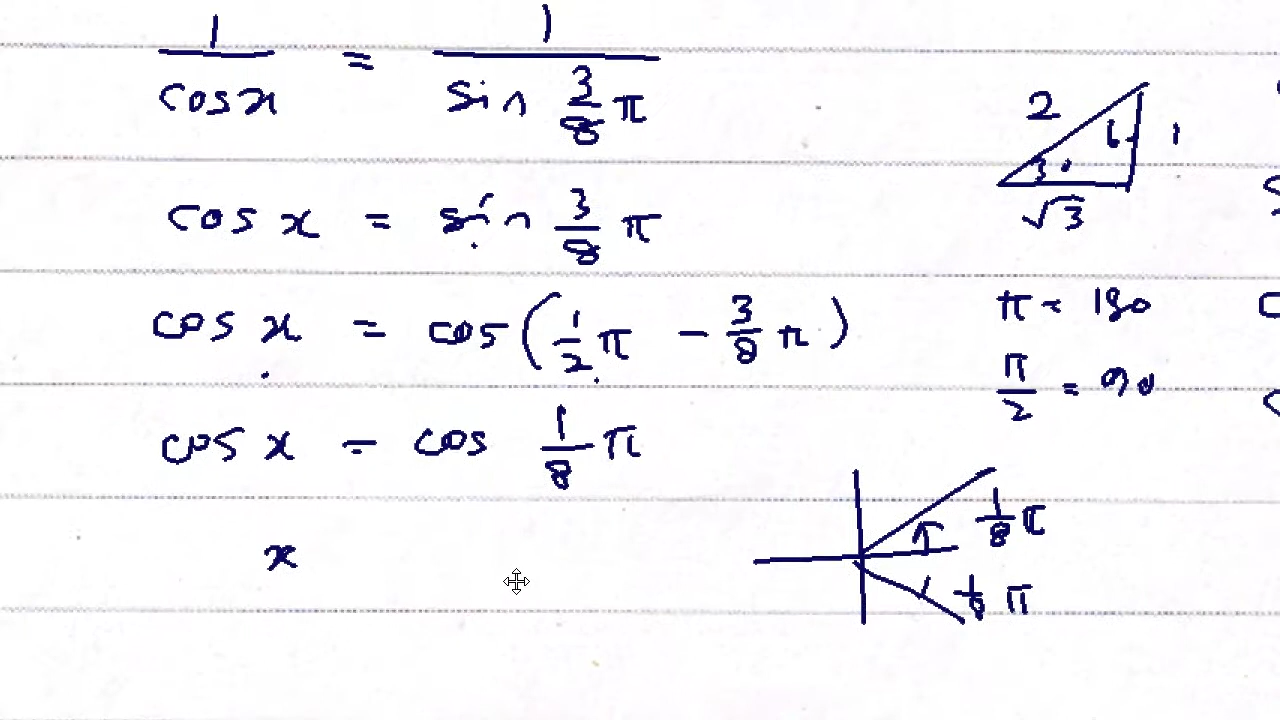 1/cos x = 1/sin 3/8 π
cos x = sin 3/8 π
cos x = cos(1/2 π - 3/8 π)
cos x = cos 1/8 π
x
2
1
30
√3
π = 180
π/2 = 90
1/8 π
1/8 π